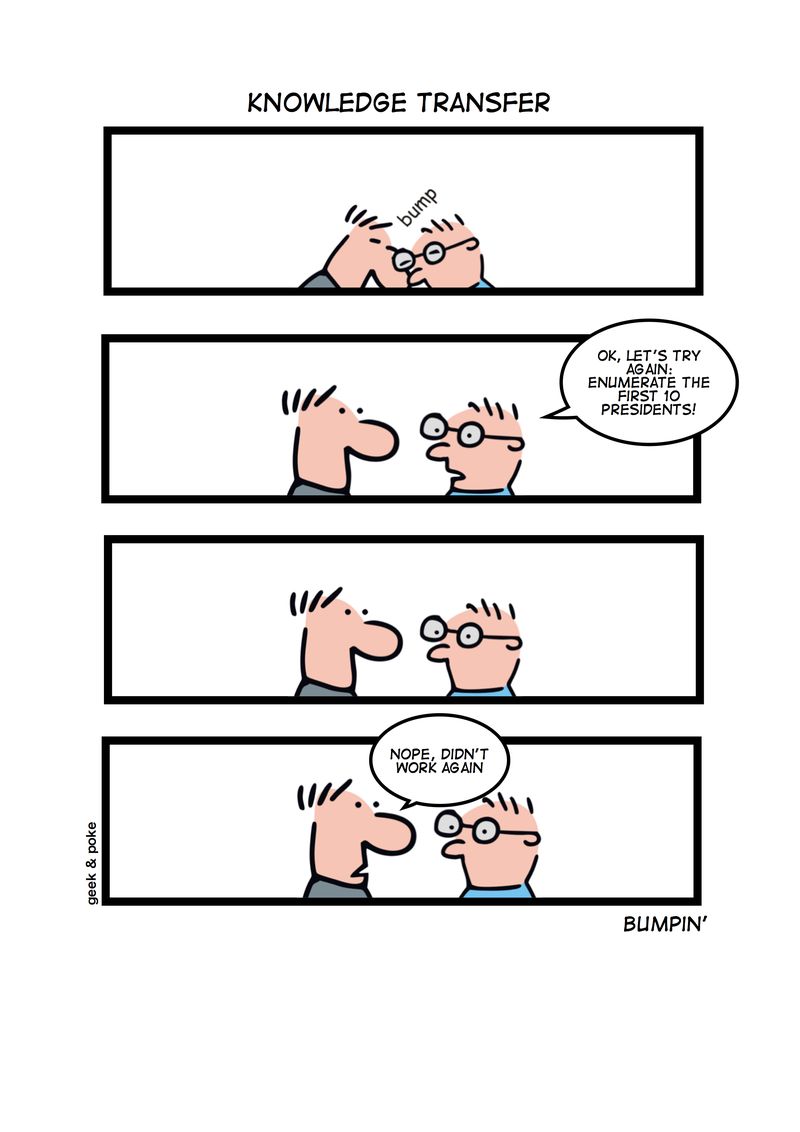 KNOWLEDGE TRANSFER
bump
OK, LET'S TRY
AGAIN:
ENUMERATE THE
FIRST 10
PRESIDENTS!
NOPE, DIDN'T
WORK AGAIN
geek & poke
BUMPIN'